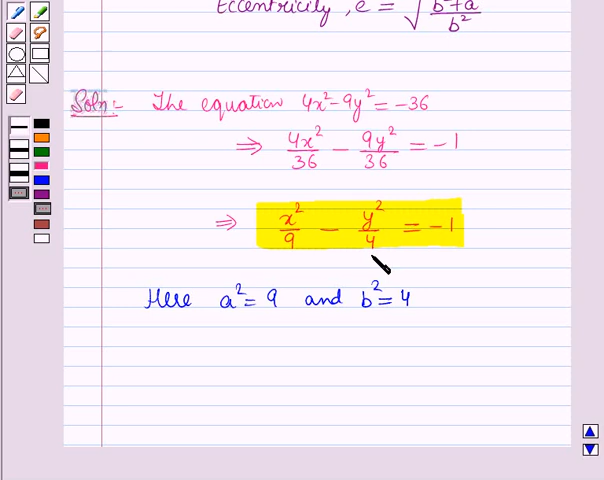 Eccentricity, e = √(b²+a²/b²)
Soln:- The equation 4x²-9y² = -36
⇒ 4x²/36 - 9y²/36 = -1
⇒ x²/9 - y²/4 = -1
Here a² = 9 and b² = 4